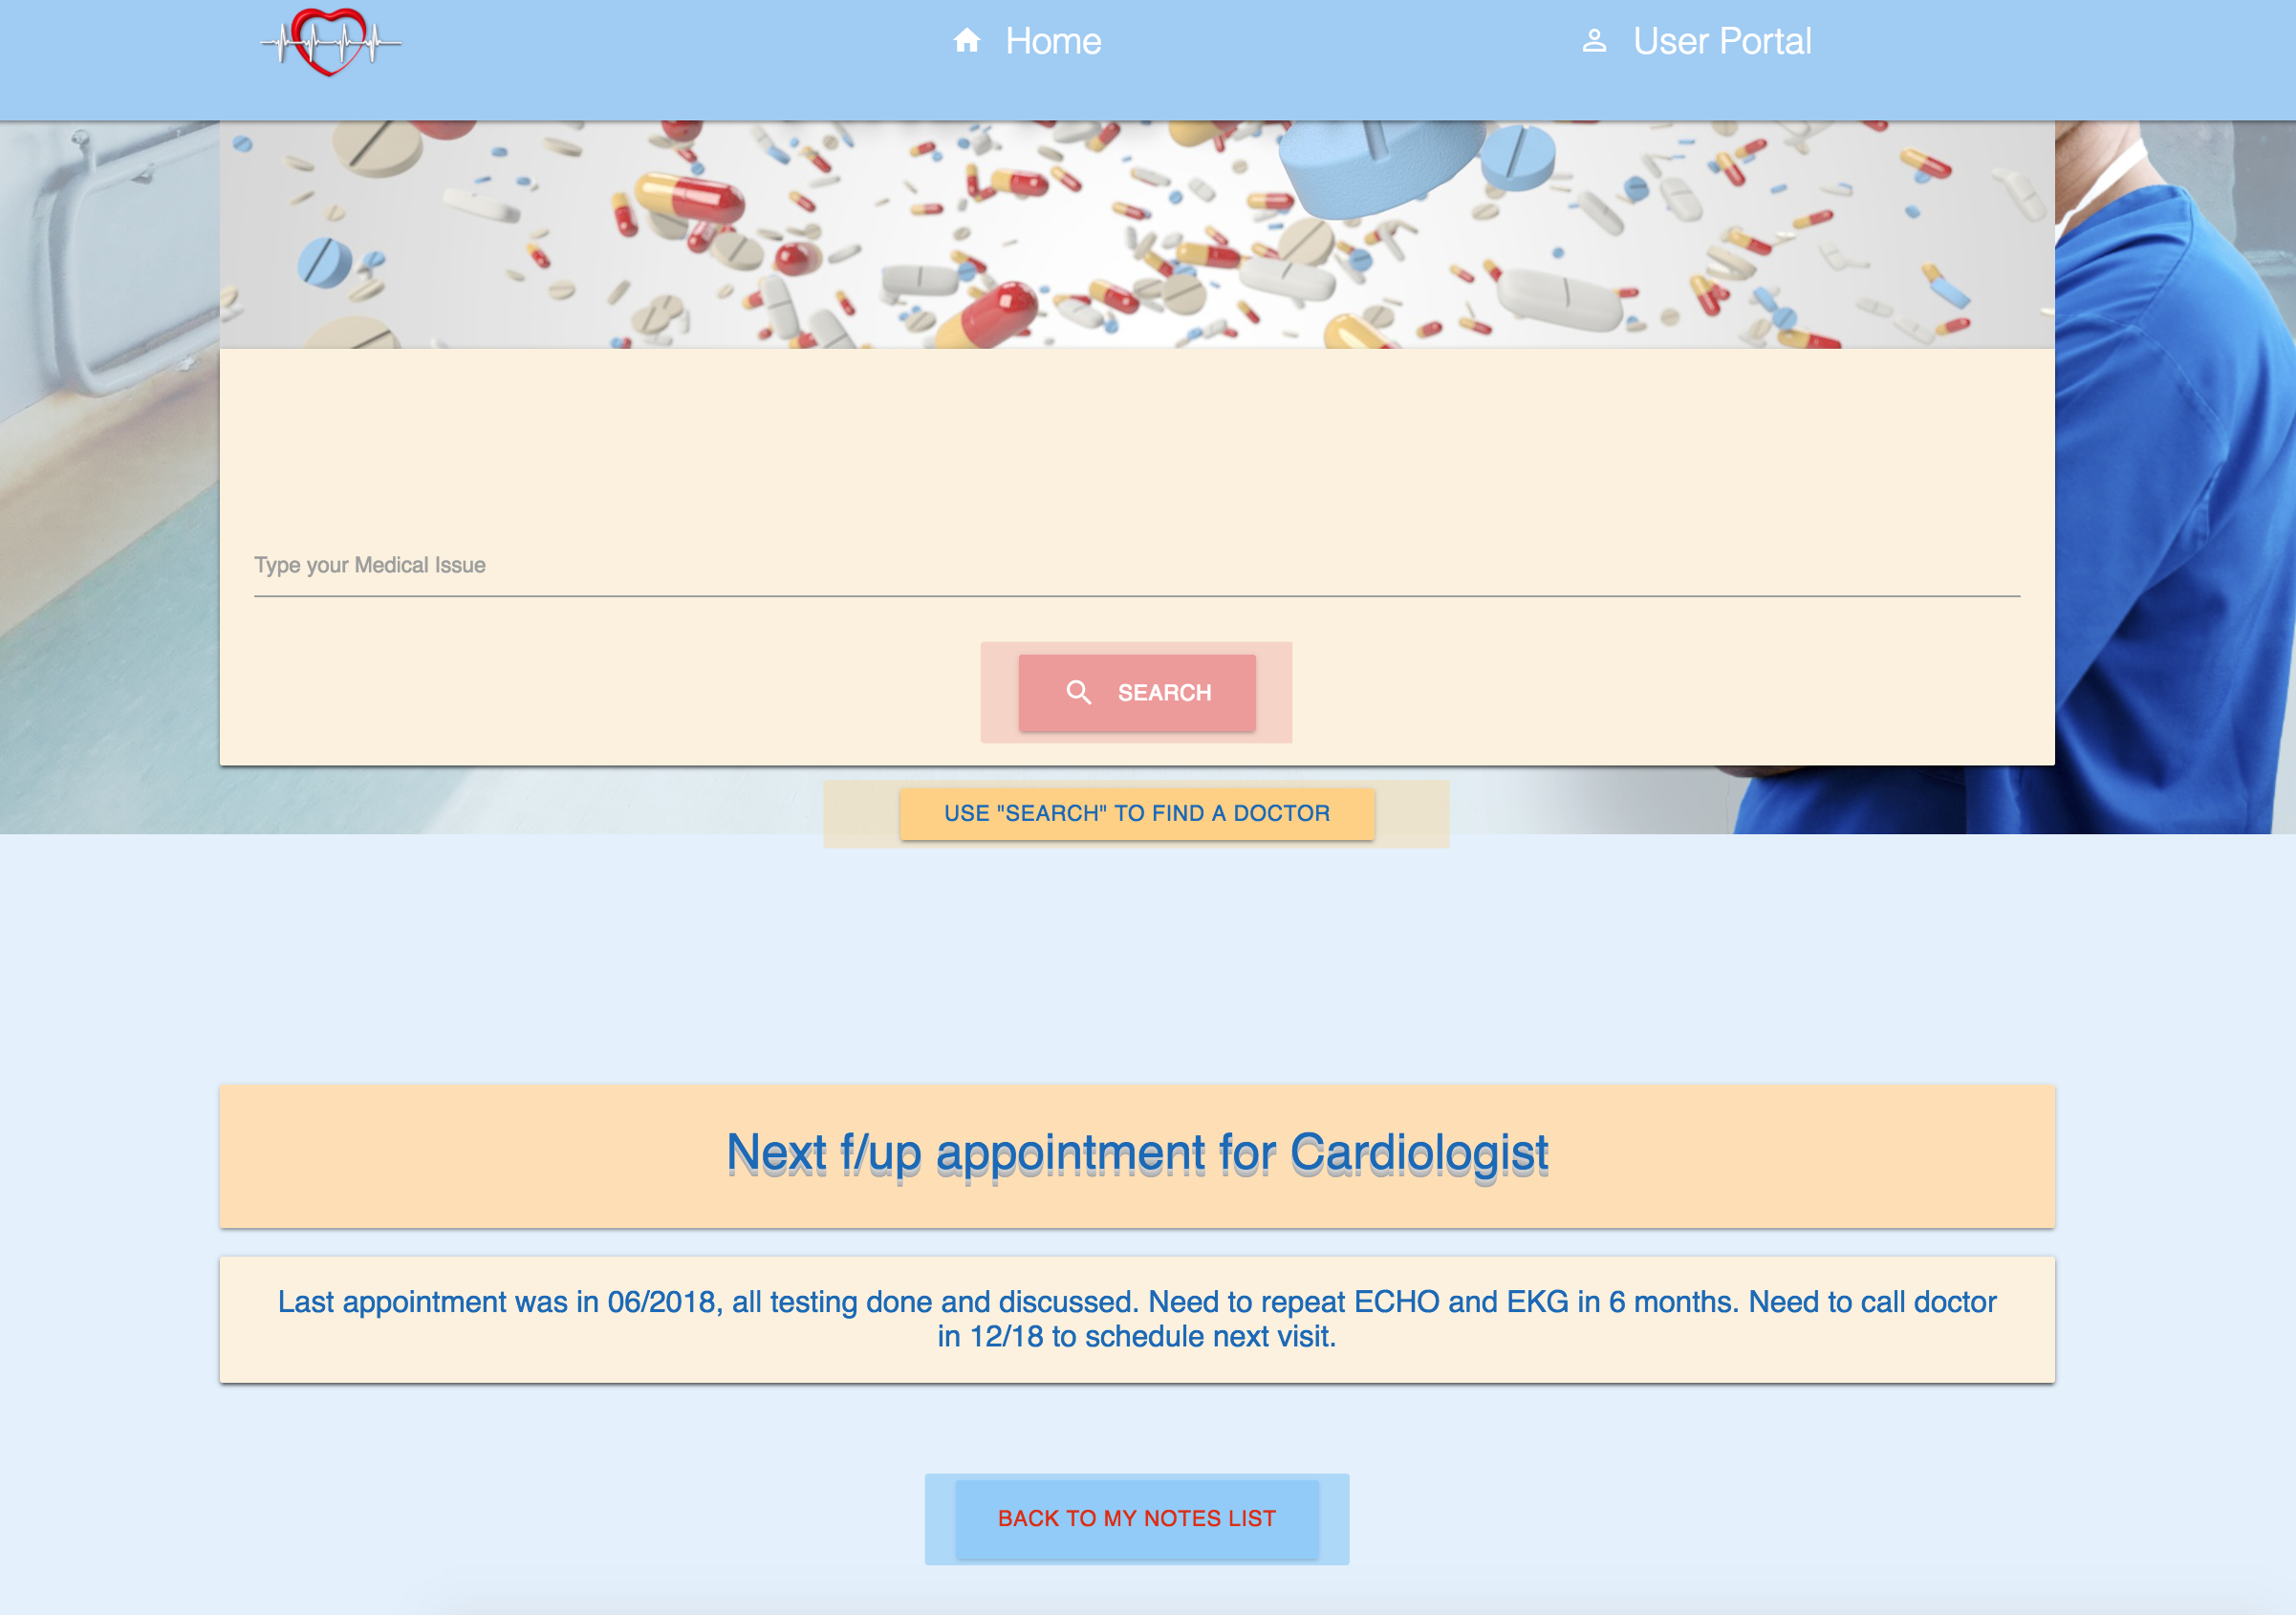 Home
User Portal
Type your Medical Issue
SEARCH
USE "SEARCH" TO FIND A DOCTOR
Next f/up appointment for Cardiologist
Last appointment was in 06/2018, all testing done and discussed. Need to repeat ECHO and EKG in 6 months. Need to call doctor
in 12/18 to schedule next visit.
BACK TO MY NOTES LIST